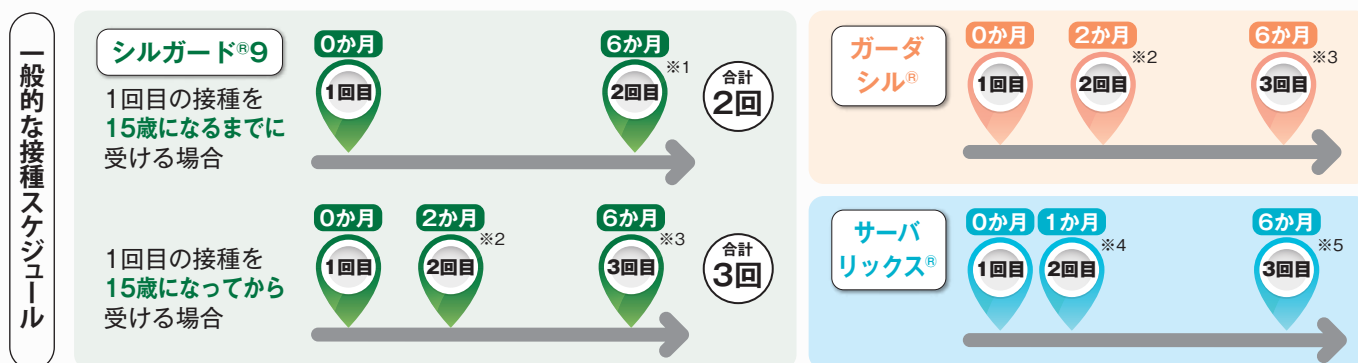 一般的な接種スケジュール
シルガード®9
1回目の接種を
15歳になるまでに
受ける場合
0か月
1回目
6か月
※1
2回目
合計
2回
1回目の接種を
15歳になってから
受ける場合
0か月
1回目
2か月
※2
2回目
6か月
※3
3回目
合計
3回
ガーダ
シル®
0か月
1回目
2か月
※2
2回目
6か月
※3
3回目
サーバ
リックス®
0か月
1回目
1か月
※4
2回目
6か月
※5
3回目